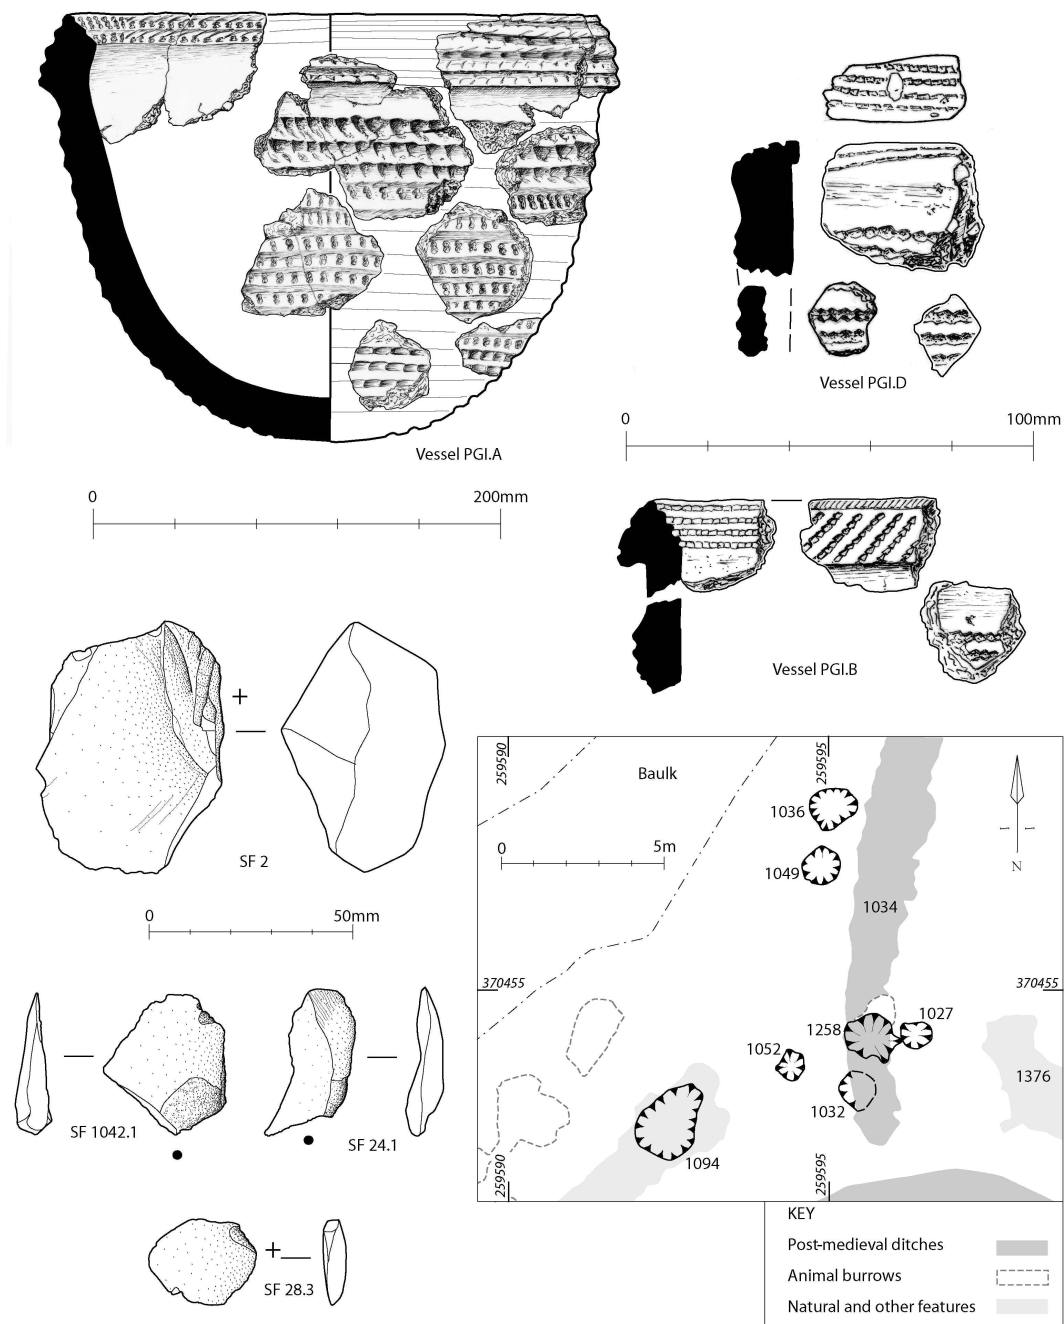 Vessel PGI.A
0 200mm
Vessel PGI.D
0 100mm
Vessel PGI.B
SF 2
0 50mm
SF 1042.1
SF 24.1
SF 28.3
259590
259595
Baulk
1036
0 5m
1049
N
1034
370455
370455
1258
1027
1052
1376
1032
1094
259590
259595
KEY
Post-medieval ditches
Animal burrows
Natural and other features